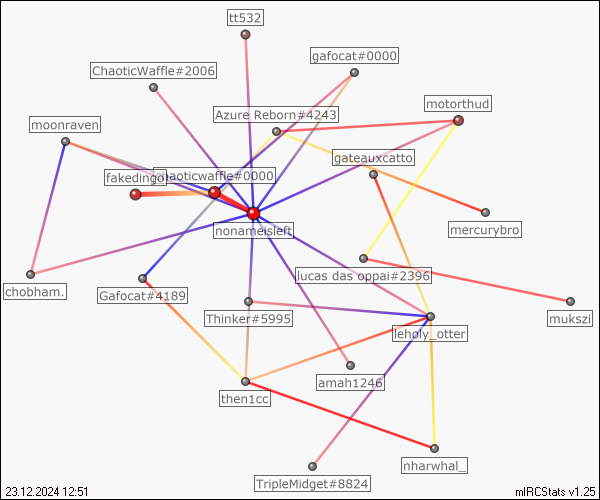 tt532
gafocat#0000
ChaoticWaffle#2006
motorthud
Azure Reborn#4243
moonraven
gateauxcatto
chaoticwaffle#0000
fakedingo
mercurybro
nonameisleft
lucas das oppai#2396
chobham.
Gafocat#4189
Thinker#5995
mukszi
leholy_otter
amah1246
then1cc
nharwhal_
TripleMidget#8824
23.12.2024 12:51
mIRCStats v1.25